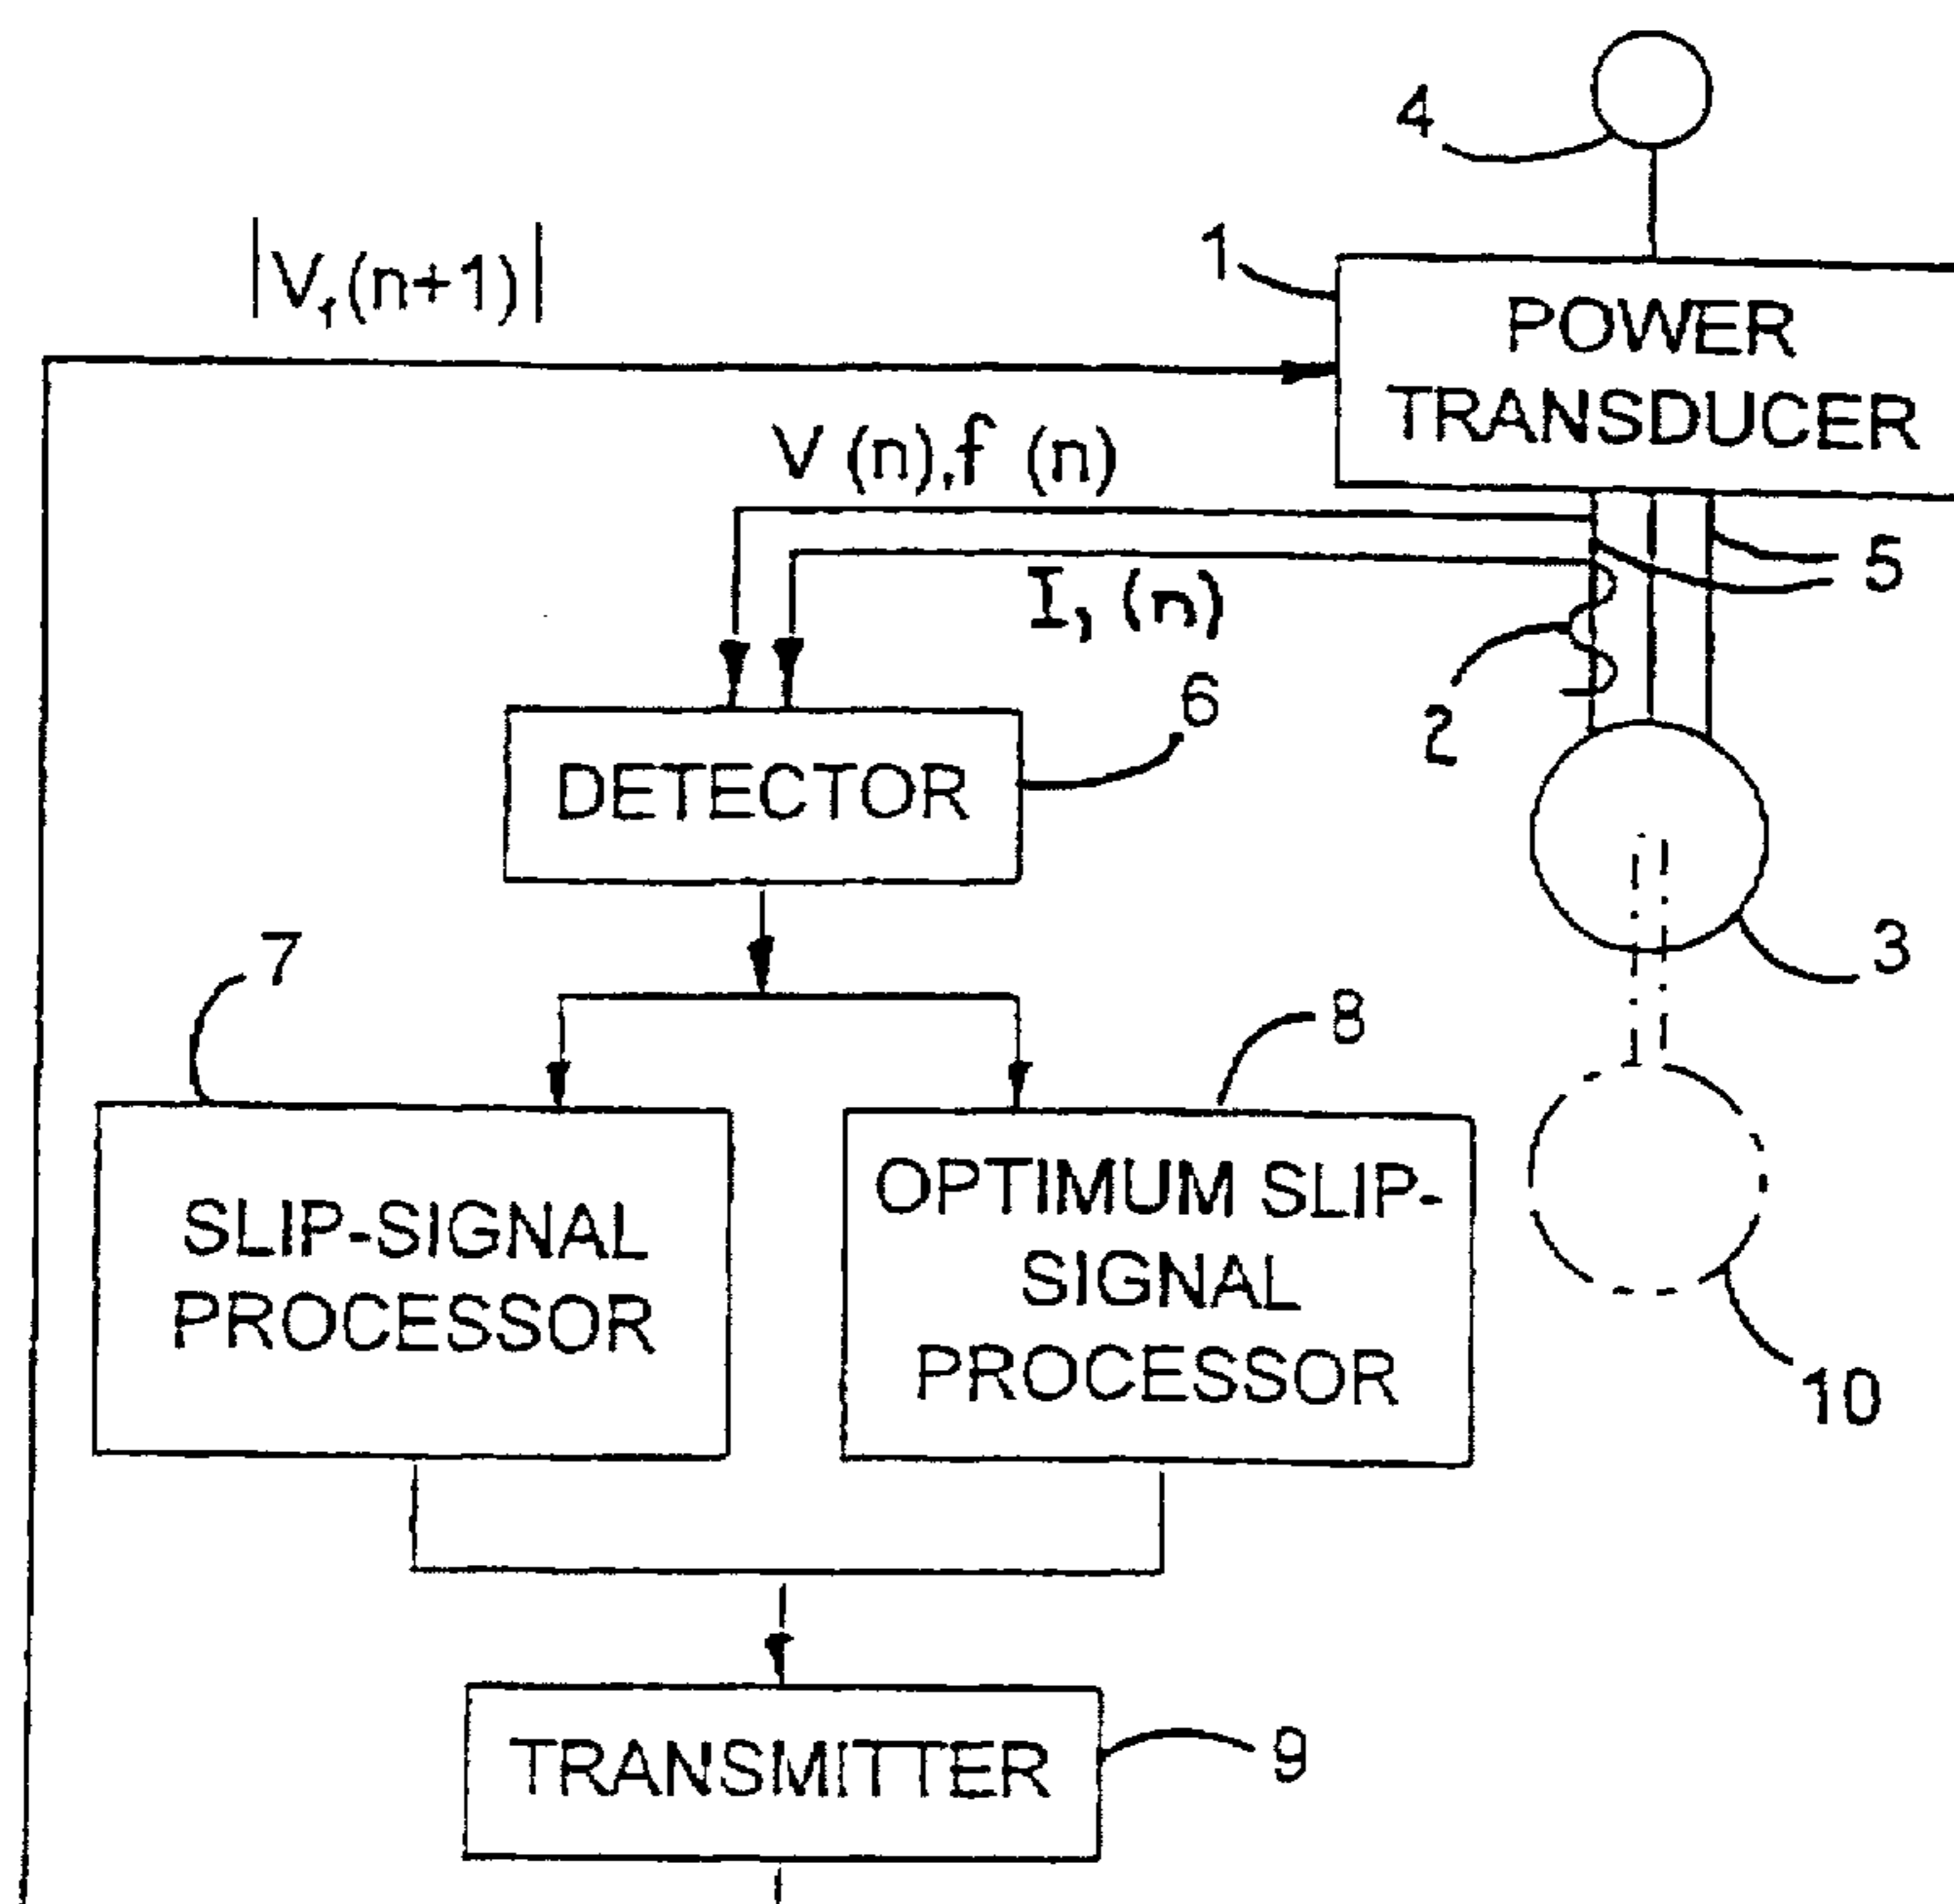 4
1
|V₁(n+1)|
POWER
TRANSDUCER
V (n),f (n)
5
I₁ (n)
6
2
DETECTOR
3
7
8
OPTIMUM SLIP-
SIGNAL
PROCESSOR
SLIP-SIGNAL
PROCESSOR
10
9
TRANSMITTER